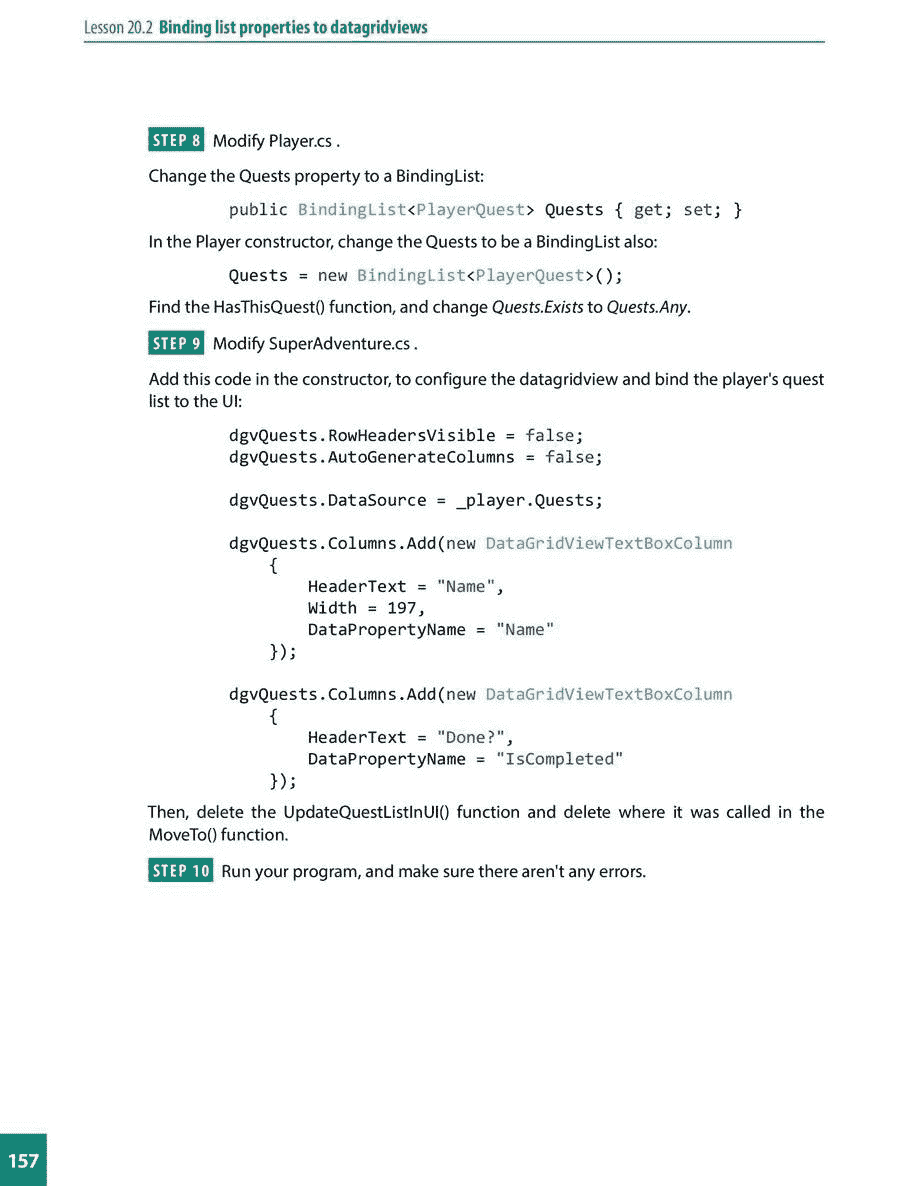 Lesson 20.2 Binding list properties to datagridviews
STEP 8 Modify Player.cs .
Change the Quests property to a BindingList:
public BindingList<PlayerQuest> Quests { get; set; }
In the Player constructor, change the Quests to be a BindingList also:
Quests = new BindingList<PlayerQuest>();
Find the HasThisQuest() function, and change Quests.Exists to Quests.Any.
STEP 9 Modify SuperAdventure.cs .
Add this code in the constructor, to configure the datagridview and bind the player's quest
list to the UI:
dgvQuests.RowHeadersVisible = false;
dgvQuests.AutoGenerateColumns = false;
dgvQuests.DataSource = _player.Quests;
dgvQuests.Columns.Add(new DataGridViewTextBoxColumn
{
HeaderText = "Name",
Width = 197,
DataPropertyName = "Name"
});
dgvQuests.Columns.Add(new DataGridViewTextBoxColumn
{
HeaderText = "Done?",
DataPropertyName = "IsCompleted"
});
Then, delete the UpdateQuestListInUI() function and delete where it was called in the
MoveTo() function.
STEP 10 Run your program, and make sure there aren't any errors.
157